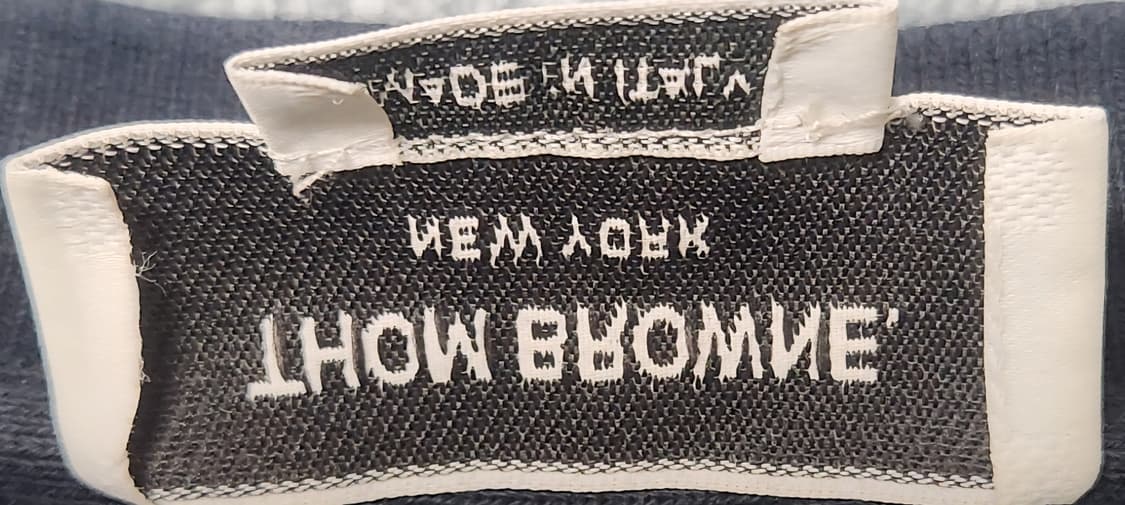 THOM BROWNE.
NEW YORK
MADE IN ITALY